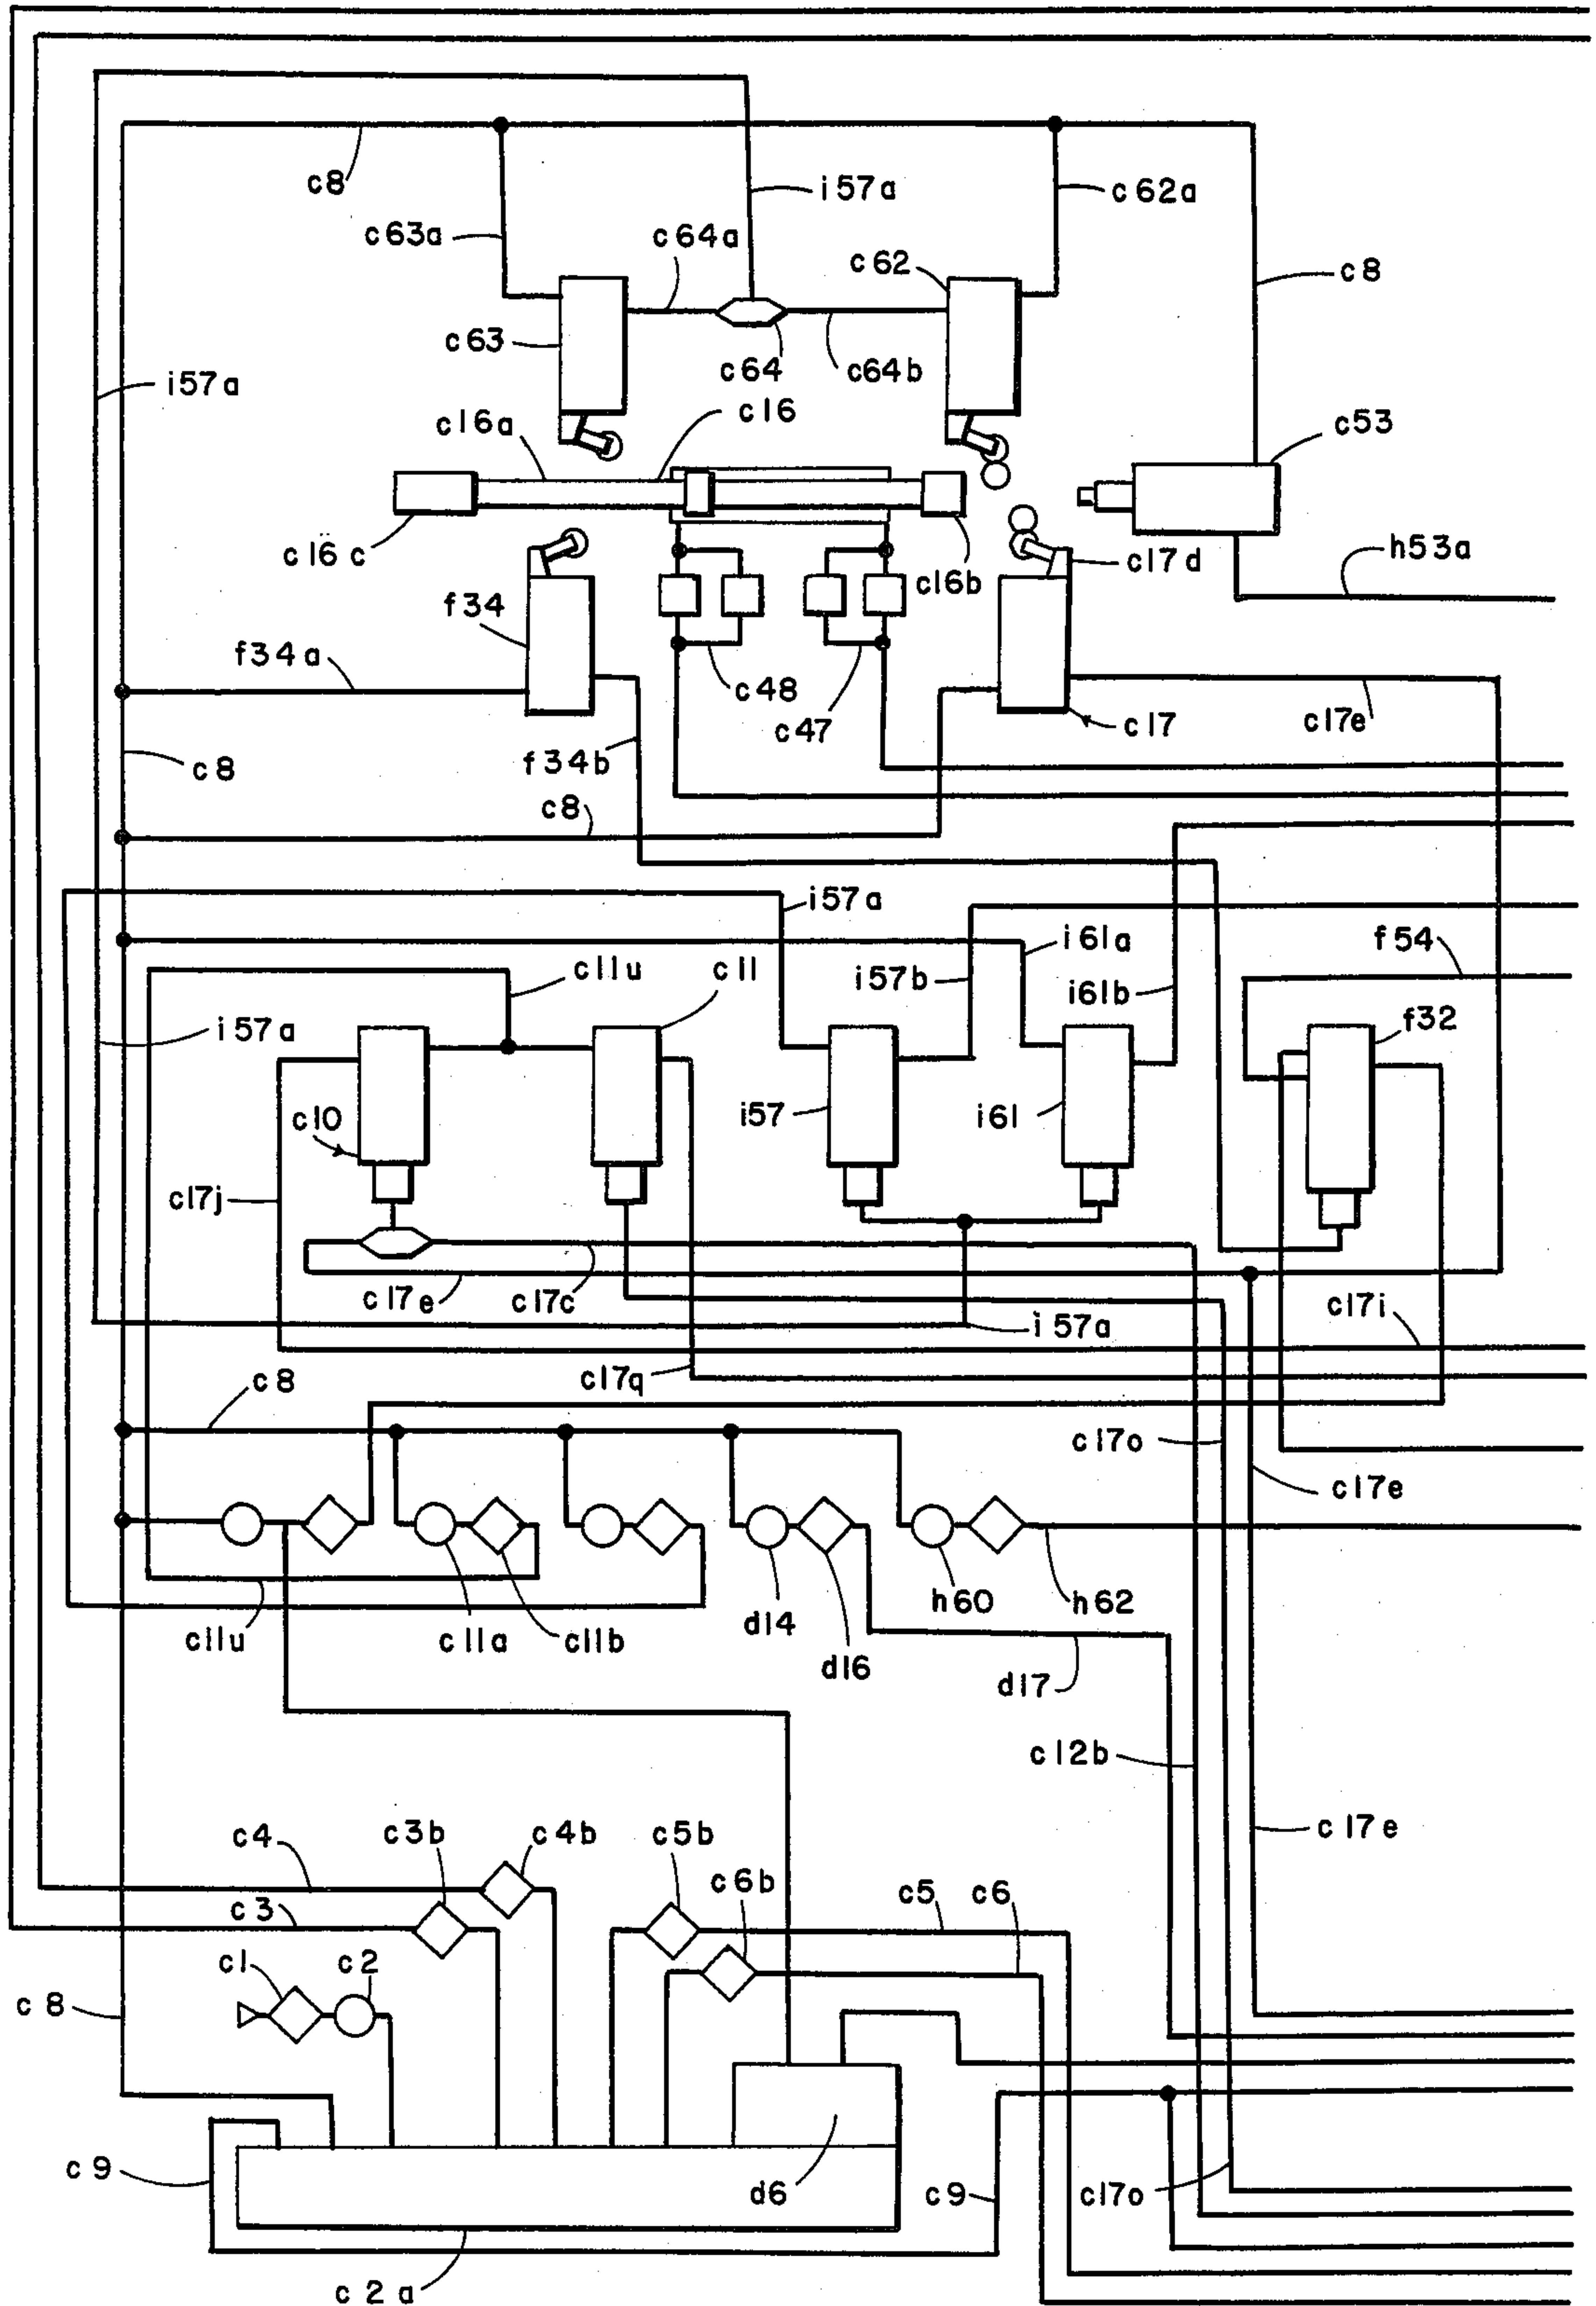 c8
i57a
c62a
c63a
c64a
c62
c8
c63
c64
c64b
i57a
c16a
c16
c53
c16c
c16b
c17d
h53a
f34
f34a
c48
c47
c17
c17e
c8
f34b
c8
i57a
i61a
f54
c11u
c11
i57b
i61b
f32
i57a
c10
i57
i61
c17j
c17e
c17c
c17i
i57a
c8
c17q
c17o
c17e
c11u
c11a
c11b
d14
d16
h60
h62
d17
c12b
c4
c3b
c4b
c5b
c17e
c3
c6b
c5
c6
c1
c2
c8
c9
d6
c9
c17o
c2a